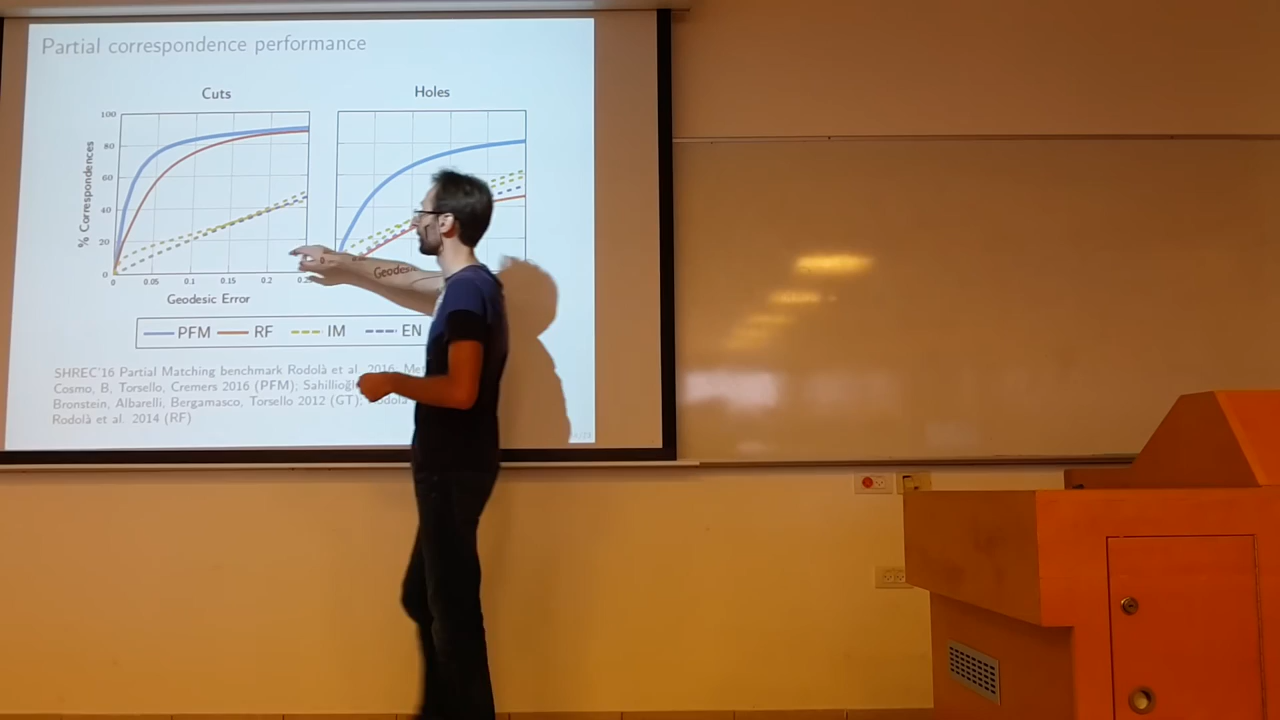 Partial correspondence performance
Cuts
Holes
% Correspondences
100
80
60
40
20
0
0 0.05 0.1 0.15 0.2
Geodesic Error
PFM RF IM EN
SHREC'16 Partial Matching benchmark Rodolà et al. 2016;
Cosmo, B, Torsello, Cremers 2016 (PFM);
Bronstein, Albarelli, Bergamasco, Torsello 2012 (GT);
Rodolà et al. 2014 (RF)